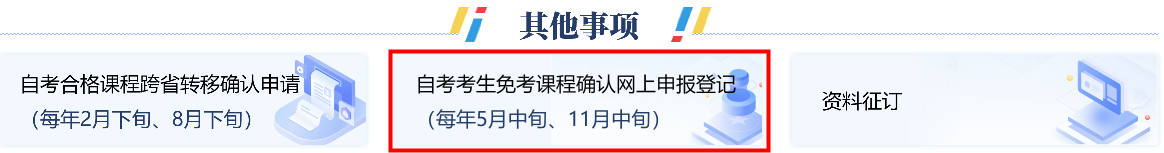 其他事项
自考合格课程跨省转移确认申请
（每年2月下旬、8月下旬）
自考考生免考课程确认网上申报登记
（每年5月中旬、11月中旬）
资料征订